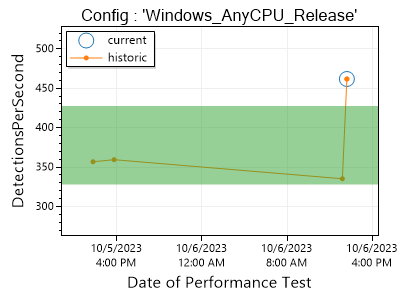 Config : 'Windows_AnyCPU_Release'
current
historic
500
450
400
350
300
DetectionsPerSecond
10/5/2023 10/6/2023 10/6/2023 10/6/2023
4:00 PM 12:00 AM 8:00 AM 4:00 PM
Date of Performance Test